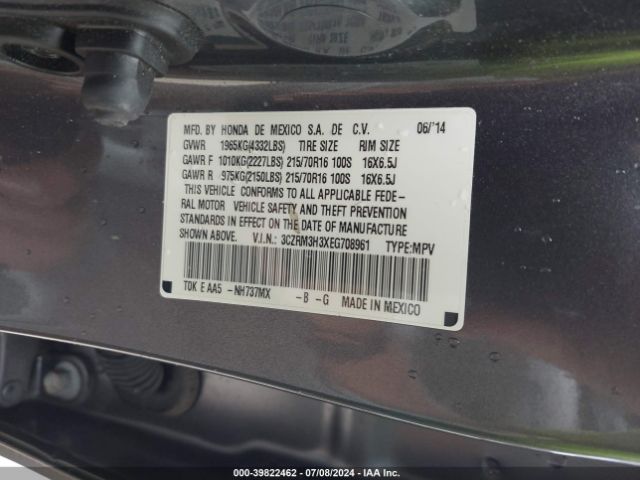 SIZE
MFD. BY HONDA DE MEXICO S.A. DE C.V. 06/'14
GVWR 1965KG(4332LBS) TIRE SIZE RIM SIZE
GAWR F 1010KG(2227LBS) 215/70R16 100S 16X6.5J
GAWR R 975KG(2150LBS) 215/70R16 100S 16X6.5J
THIS VEHICLE CONFORMS TO ALL APPLICABLE FEDE-
RAL MOTOR VEHICLE SAFETY AND THEFT PREVENTION
STANDARDS IN EFFECT ON THE DATE OF MANUFACTURE
SHOWN ABOVE. V.I.N.: 3CZRM3H3XEG708961 TYPE:MPV
TOK E AA5 -NH737MX -B -G MADE IN MEXICO
000-39822462 - 07/08/2024 - IAA Inc.